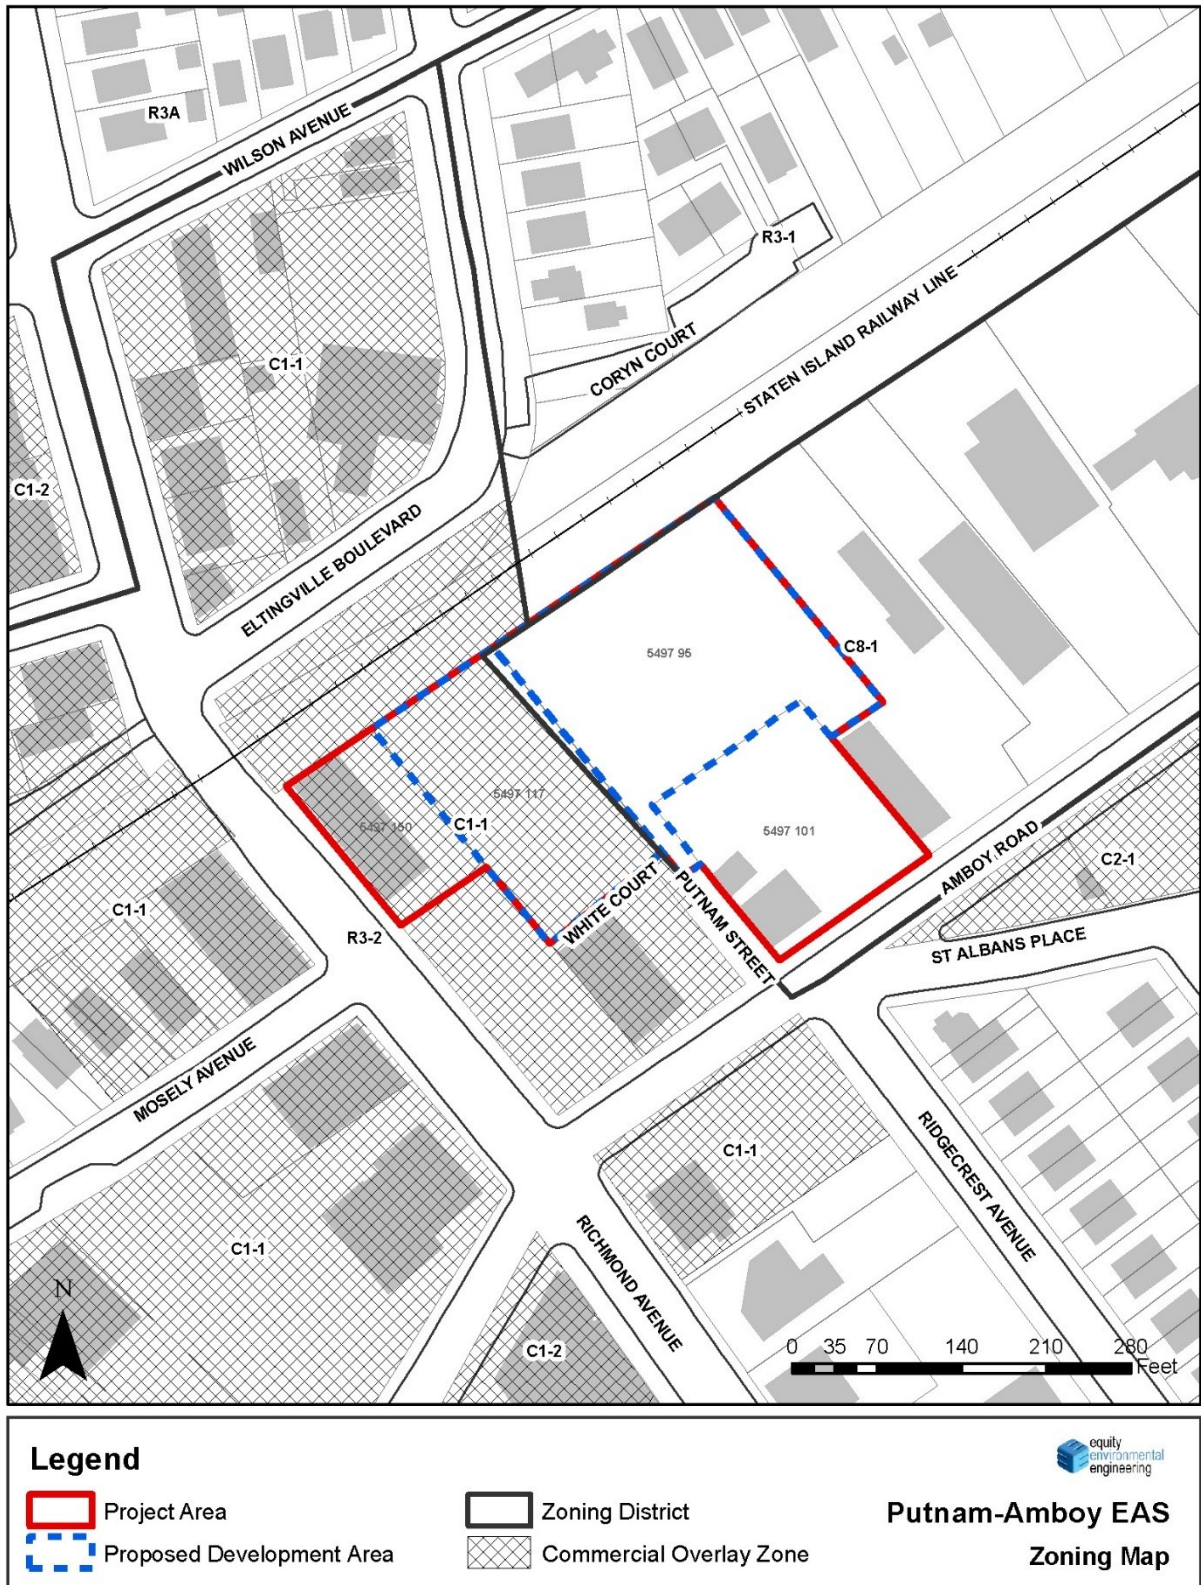 R3A
WILSON AVENUE
R3-1
C1-1
CORYN COURT
STATEN ISLAND RAILWAY LINE
C1-2
ELTINGVILLE BOULEVARD
5497 95
C8-1
5497 117
5497 150
C1-1
5497 101
AMBOY ROAD
C2-1
WHITE COURT
PUTNAM STREET
C1-1
R3-2
ST ALBANS PLACE
MOSELY AVENUE
C1-1
RIDGECREST AVENUE
C1-1
RICHMOND AVENUE
N
C1-2
0 35 70 140 210 280
Feet
Legend
equity
environmental
engineering
Project Area
Zoning District
Putnam-Amboy EAS
Proposed Development Area
Commercial Overlay Zone
Zoning Map